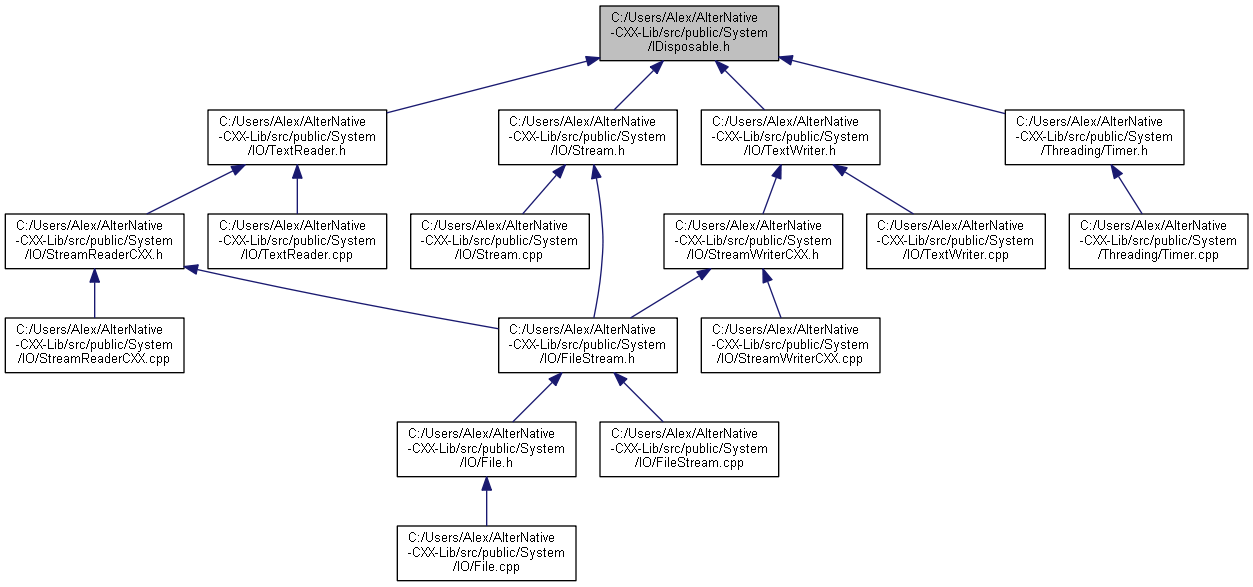 C:/Users/Alex/AlterNative
-CXX-Lib/src/public/System
/IDisposable.h
C:/Users/Alex/AlterNative
-CXX-Lib/src/public/System
/IO/TextReader.h
C:/Users/Alex/AlterNative
-CXX-Lib/src/public/System
/IO/Stream.h
C:/Users/Alex/AlterNative
-CXX-Lib/src/public/System
/IO/TextWriter.h
C:/Users/Alex/AlterNative
-CXX-Lib/src/public/System
/Threading/Timer.h
C:/Users/Alex/AlterNative
-CXX-Lib/src/public/System
/IO/StreamReaderCXX.h
C:/Users/Alex/AlterNative
-CXX-Lib/src/public/System
/IO/TextReader.cpp
C:/Users/Alex/AlterNative
-CXX-Lib/src/public/System
/IO/Stream.cpp
C:/Users/Alex/AlterNative
-CXX-Lib/src/public/System
/IO/StreamWriterCXX.h
C:/Users/Alex/AlterNative
-CXX-Lib/src/public/System
/IO/TextWriter.cpp
C:/Users/Alex/AlterNative
-CXX-Lib/src/public/System
/Threading/Timer.cpp
C:/Users/Alex/AlterNative
-CXX-Lib/src/public/System
/IO/StreamReaderCXX.cpp
C:/Users/Alex/AlterNative
-CXX-Lib/src/public/System
/IO/FileStream.h
C:/Users/Alex/AlterNative
-CXX-Lib/src/public/System
/IO/StreamWriterCXX.cpp
C:/Users/Alex/AlterNative
-CXX-Lib/src/public/System
/IO/File.h
C:/Users/Alex/AlterNative
-CXX-Lib/src/public/System
/IO/FileStream.cpp
C:/Users/Alex/AlterNative
-CXX-Lib/src/public/System
/IO/File.cpp